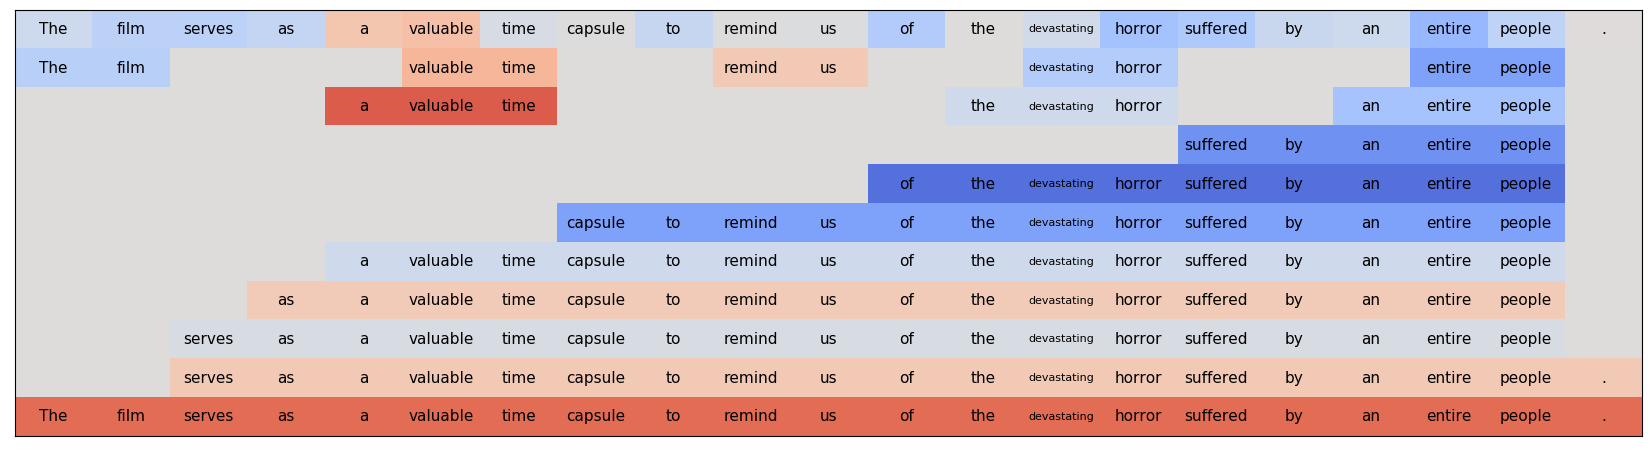 The film serves as a valuable time capsule to remind us of the devastating horror suffered by an entire people .
The film valuable time remind us devastating horror entire people
a valuable time the devastating horror an entire people
suffered by an entire people
of the devastating horror suffered by an entire people
capsule to remind us of the devastating horror suffered by an entire people
a valuable time capsule to remind us of the devastating horror suffered by an entire people
as a valuable time capsule to remind us of the devastating horror suffered by an entire people
serves as a valuable time capsule to remind us of the devastating horror suffered by an entire people
serves as a valuable time capsule to remind us of the devastating horror suffered by an entire people .
The film serves as a valuable time capsule to remind us of the devastating horror suffered by an entire people .